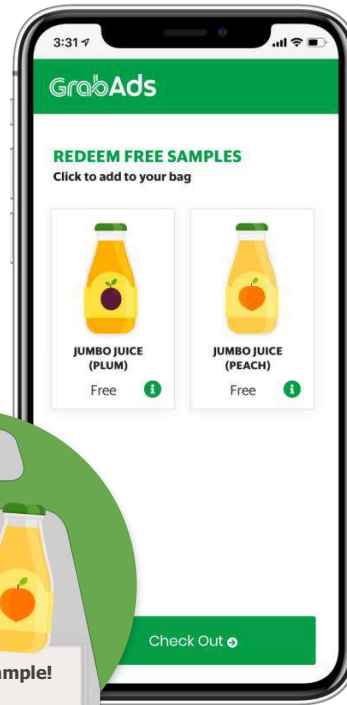 3:31
GrabAds
REDEEM FREE SAMPLES
Click to add to your bag
JUMBO JUICE
(PLUM)
Free
JUMBO JUICE
(PEACH)
Free
Check Out
ample!